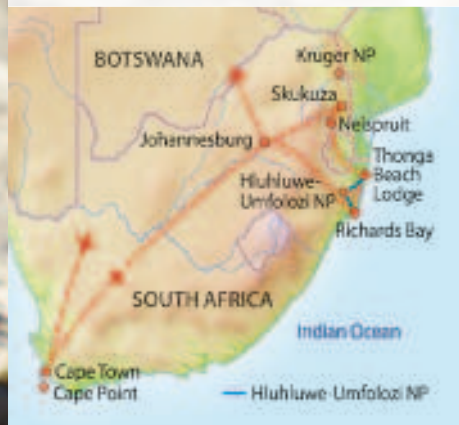 BOTSWANA
Kruger NP
Skukuza
Johannesburg
Nelspruit
Thonga
Beach
Lodge
Hluhluwe-
Umfolozi NP
Richards Bay
SOUTH AFRICA
Indian Ocean
Cape Town
Cape Point
Hluhluwe-Umfolozi NP